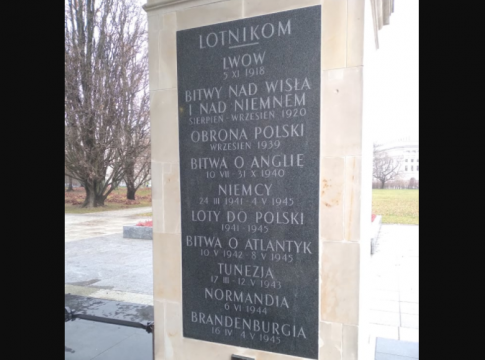 LOTNIKOM
LWOW
5 XI 1918
BITWY NAD WISŁĄ
I NAD NIEMNEM
SIERPIEŃ - WRZESIEŃ 1920
OBRONA POLSKI
WRZESIEŃ 1939
BITWA O ANGLIĘ
10 VII - 31 X 1940
NIEMCY
24 III 1941 - 4 V 1945
LOTY DO POLSKI
1941 - 1945
BITWA O ATLANTYK
10 V 1942 - 8 V 1945
TUNEZJA
17 III - 12 V 1943
NORMANDIA
6 VI 1944
BRANDENBURGIA
16 IV 4 V 1945